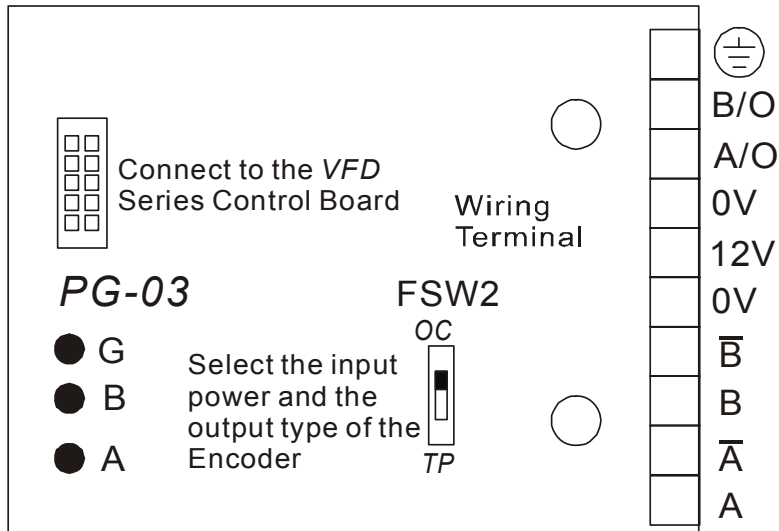 Connect to the VFD
Series Control Board
Wiring
Terminal
PG-03
FSW2
OC
TP
G
B
A
Select the input
power and the
output type of the
Encoder
B/O
A/O
0V
12V
0V
B̅
B
A̅
A